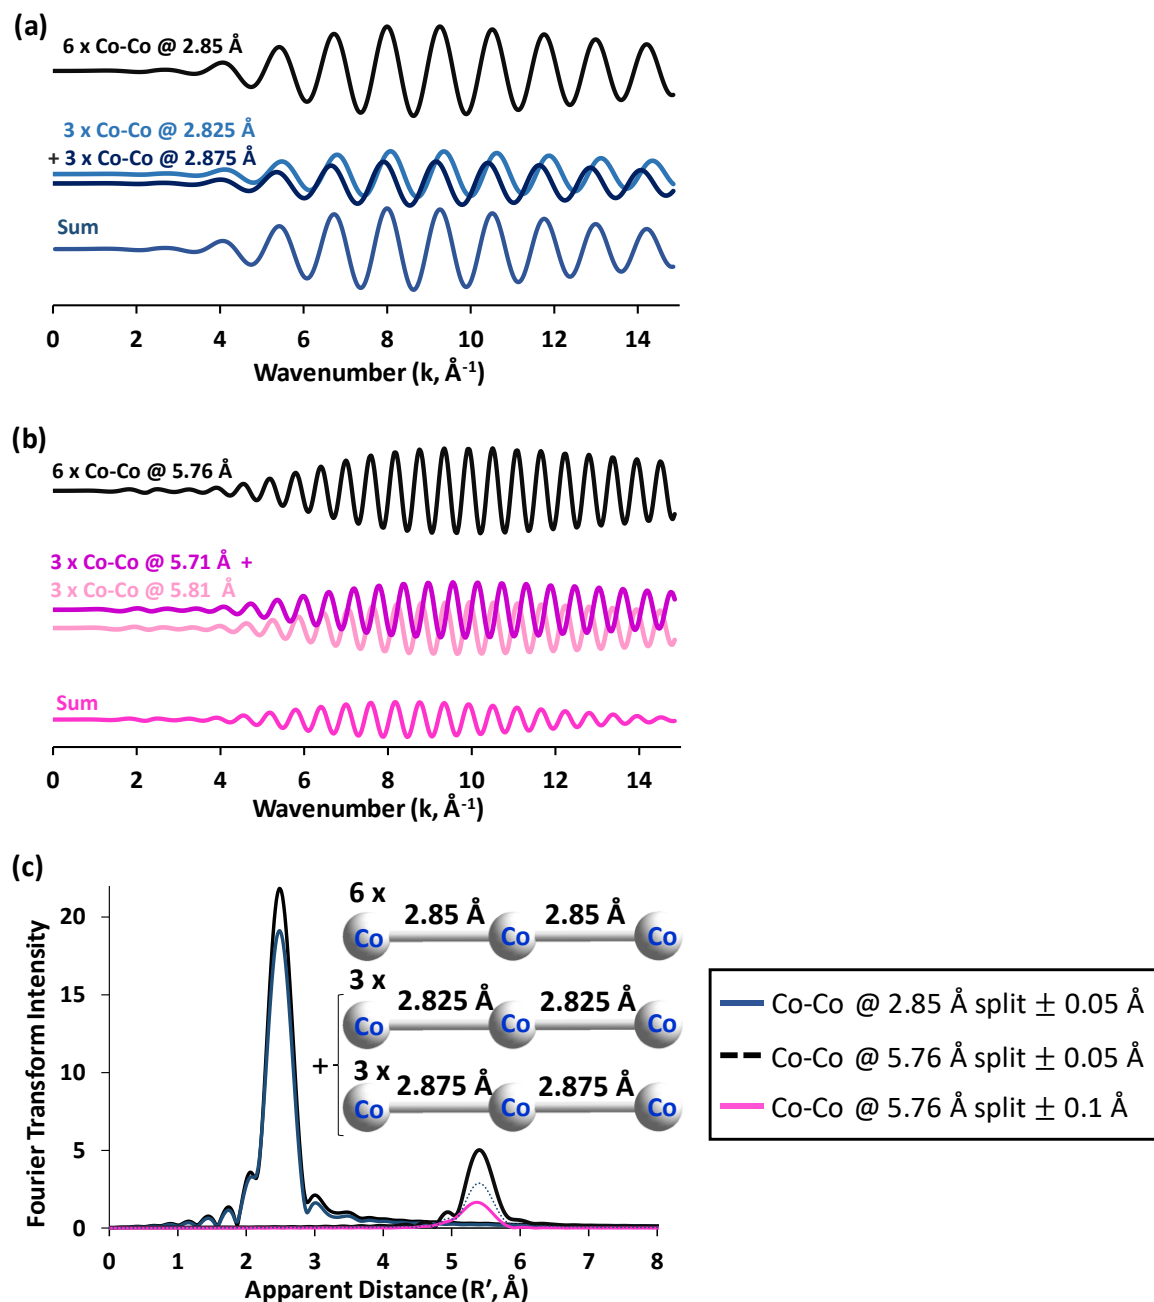 (a)
6 x Co-Co @ 2.85 Å
3 x Co-Co @ 2.825 Å
+ 3 x Co-Co @ 2.875 Å
Sum
0 2 4 6 8 10 12 14
Wavenumber (k, Å⁻¹)
(b)
6 x Co-Co @ 5.76 Å
3 x Co-Co @ 5.71 Å +
3 x Co-Co @ 5.81 Å
Sum
0 2 4 6 8 10 12 14
Wavenumber (k, Å⁻¹)
(c)
Fourier Transform Intensity
20
15
10
5
0
6 x
2.85 Å 2.85 Å
Co Co Co
3 x
2.825 Å 2.825 Å
Co Co Co
+
3 x
2.875 Å 2.875 Å
Co Co Co
0 1 2 3 4 5 6 7 8
Apparent Distance (R’, Å)
Co-Co @ 2.85 Å split ± 0.05 Å
Co-Co @ 5.76 Å split ± 0.05 Å
Co-Co @ 5.76 Å split ± 0.1 Å